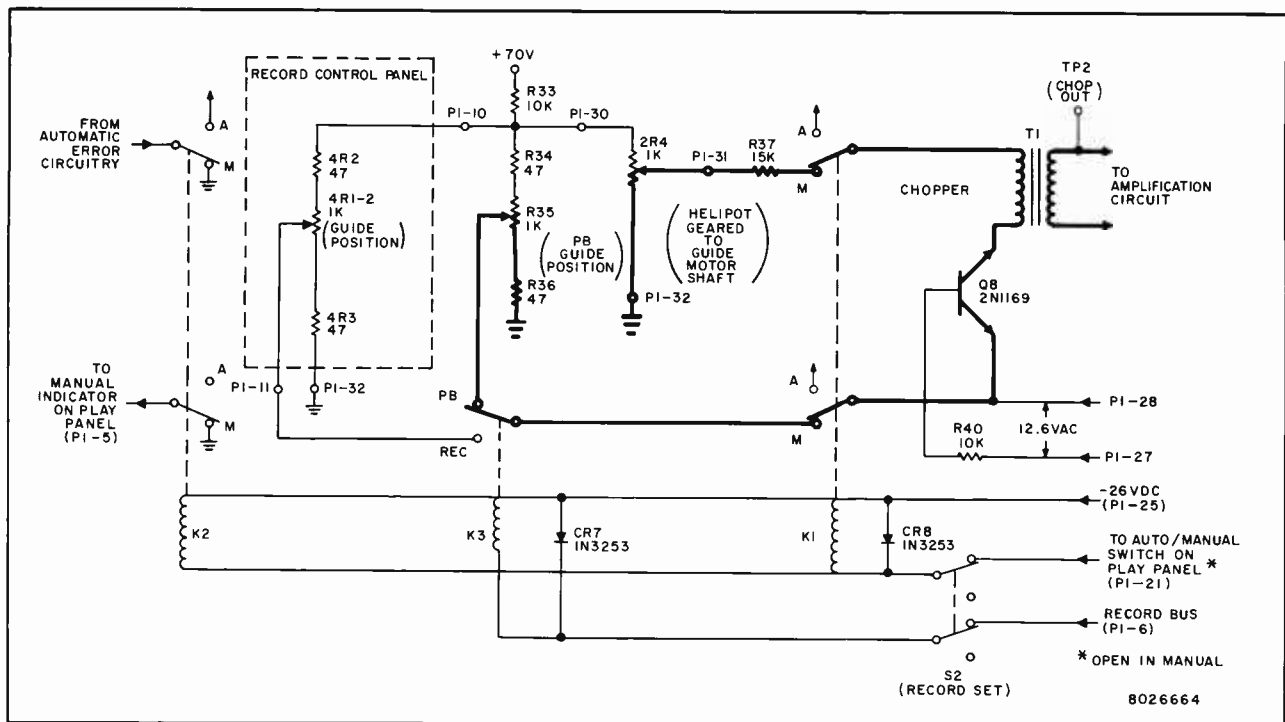 RECORD CONTROL PANEL
+70V
R33
10K
TP2
(CHOP OUT)
T1
FROM
AUTOMATIC
ERROR
CIRCUITRY
A
M
P1-10
P1-30
4R2
47
4R1-2
1K
(GUIDE
POSITION)
4R3
47
R34
47
R35
1K
(PB
GUIDE
POSITION)
R36
47
2R4
1K
P1-31
R37
15K
A
M
(HELIPOT
GEARED
TO
GUIDE
MOTOR
SHAFT)
P1-32
CHOPPER
TO
AMPLIFICATION
CIRCUIT
Q8
2N1169
TO
MANUAL
INDICATOR
ON PLAY
PANEL
(P1-5)
A
M
P1-11
P1-32
PB
REC
A
M
P1-28
12.6VAC
R40
10K
P1-27
-26VDC
(P1-25)
K2
K3
CR7
1N3253
K1
CR8
1N3253
TO AUTO/MANUAL
SWITCH ON
PLAY PANEL *
(P1-21)
RECORD BUS
(P1-6)
* OPEN IN MANUAL
S2
(RECORD SET)
8026664